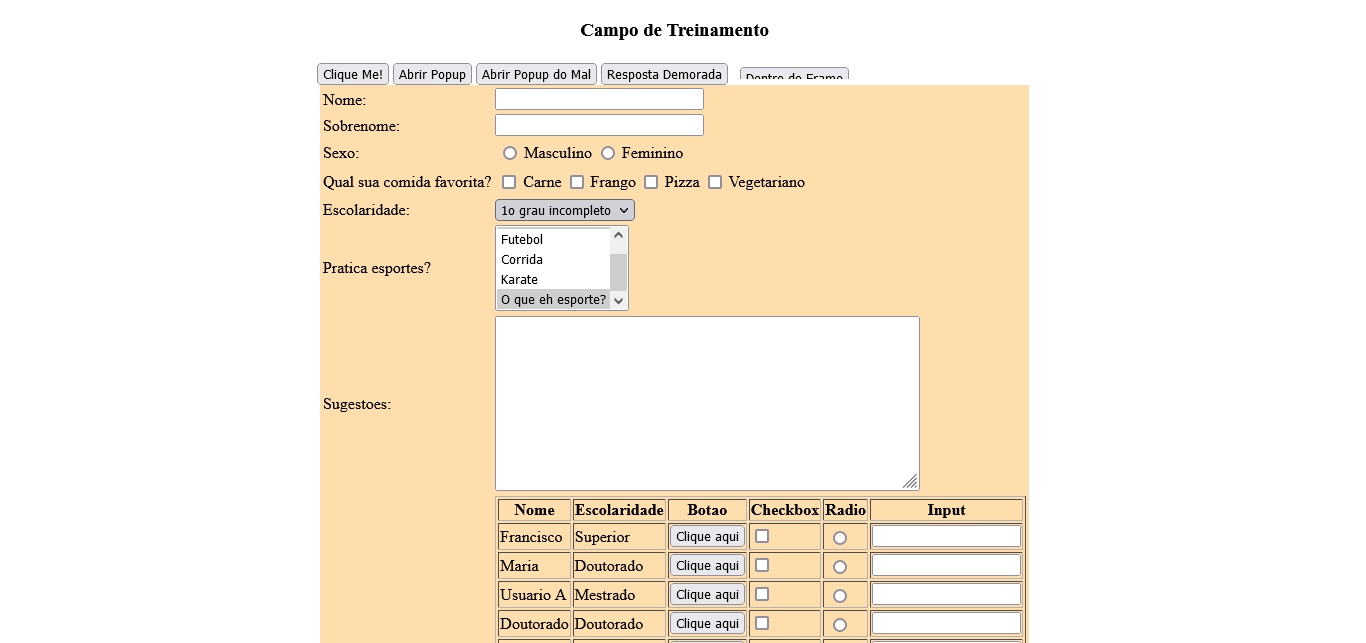 Campo de Treinamento
Clique Me! Abrir Popup Abrir Popup do Mal Resposta Demorada Dentro do Frame
Nome:
Sobrenome:
Sexo: Masculino Feminino
Qual sua comida favorita? Carne Frango Pizza Vegetariano
Escolaridade: 1o grau incompleto
Futebol
Corrida
Pratica esportes?
Karate
O que eh esporte?
Sugestoes:
Nome Escolaridade Botao Checkbox Radio Input
Francisco Superior Clique aqui
Maria Doutorado Clique aqui
Usuario A Mestrado Clique aqui
Doutorado Doutorado Clique aqui